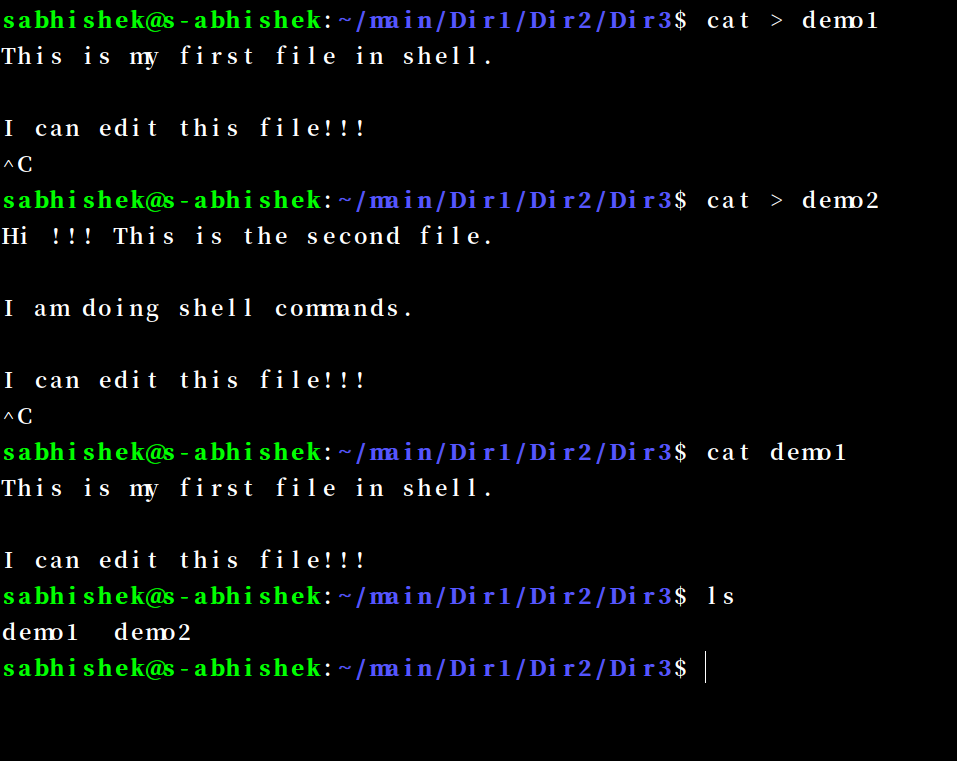 sabhishek@s-abhishek:~/main/Dir1/Dir2/Dir3$ cat > demo1
This is my first file in shell.
I can edit this file!!!
^C
sabhishek@s-abhishek:~/main/Dir1/Dir2/Dir3$ cat > demo2
Hi !!! This is the second file.
I am doing shell commands.
I can edit this file!!!
^C
sabhishek@s-abhishek:~/main/Dir1/Dir2/Dir3$ cat demo1
This is my first file in shell.
I can edit this file!!!
sabhishek@s-abhishek:~/main/Dir1/Dir2/Dir3$ ls
demo1  demo2
sabhishek@s-abhishek:~/main/Dir1/Dir2/Dir3$